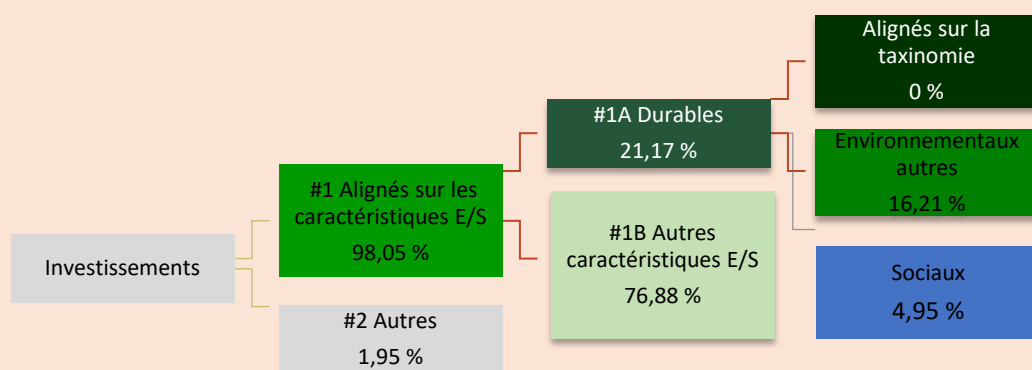 Investissements
#1 Alignés sur les
caractéristiques E/S
98,05 %
#2 Autres
1,95 %
#1A Durables
21,17 %
#1B Autres
caractéristiques E/S
76,88 %
Alignés sur la
taxinomie
0 %
Environnementaux
autres
16,21 %
Sociaux
4,95 %